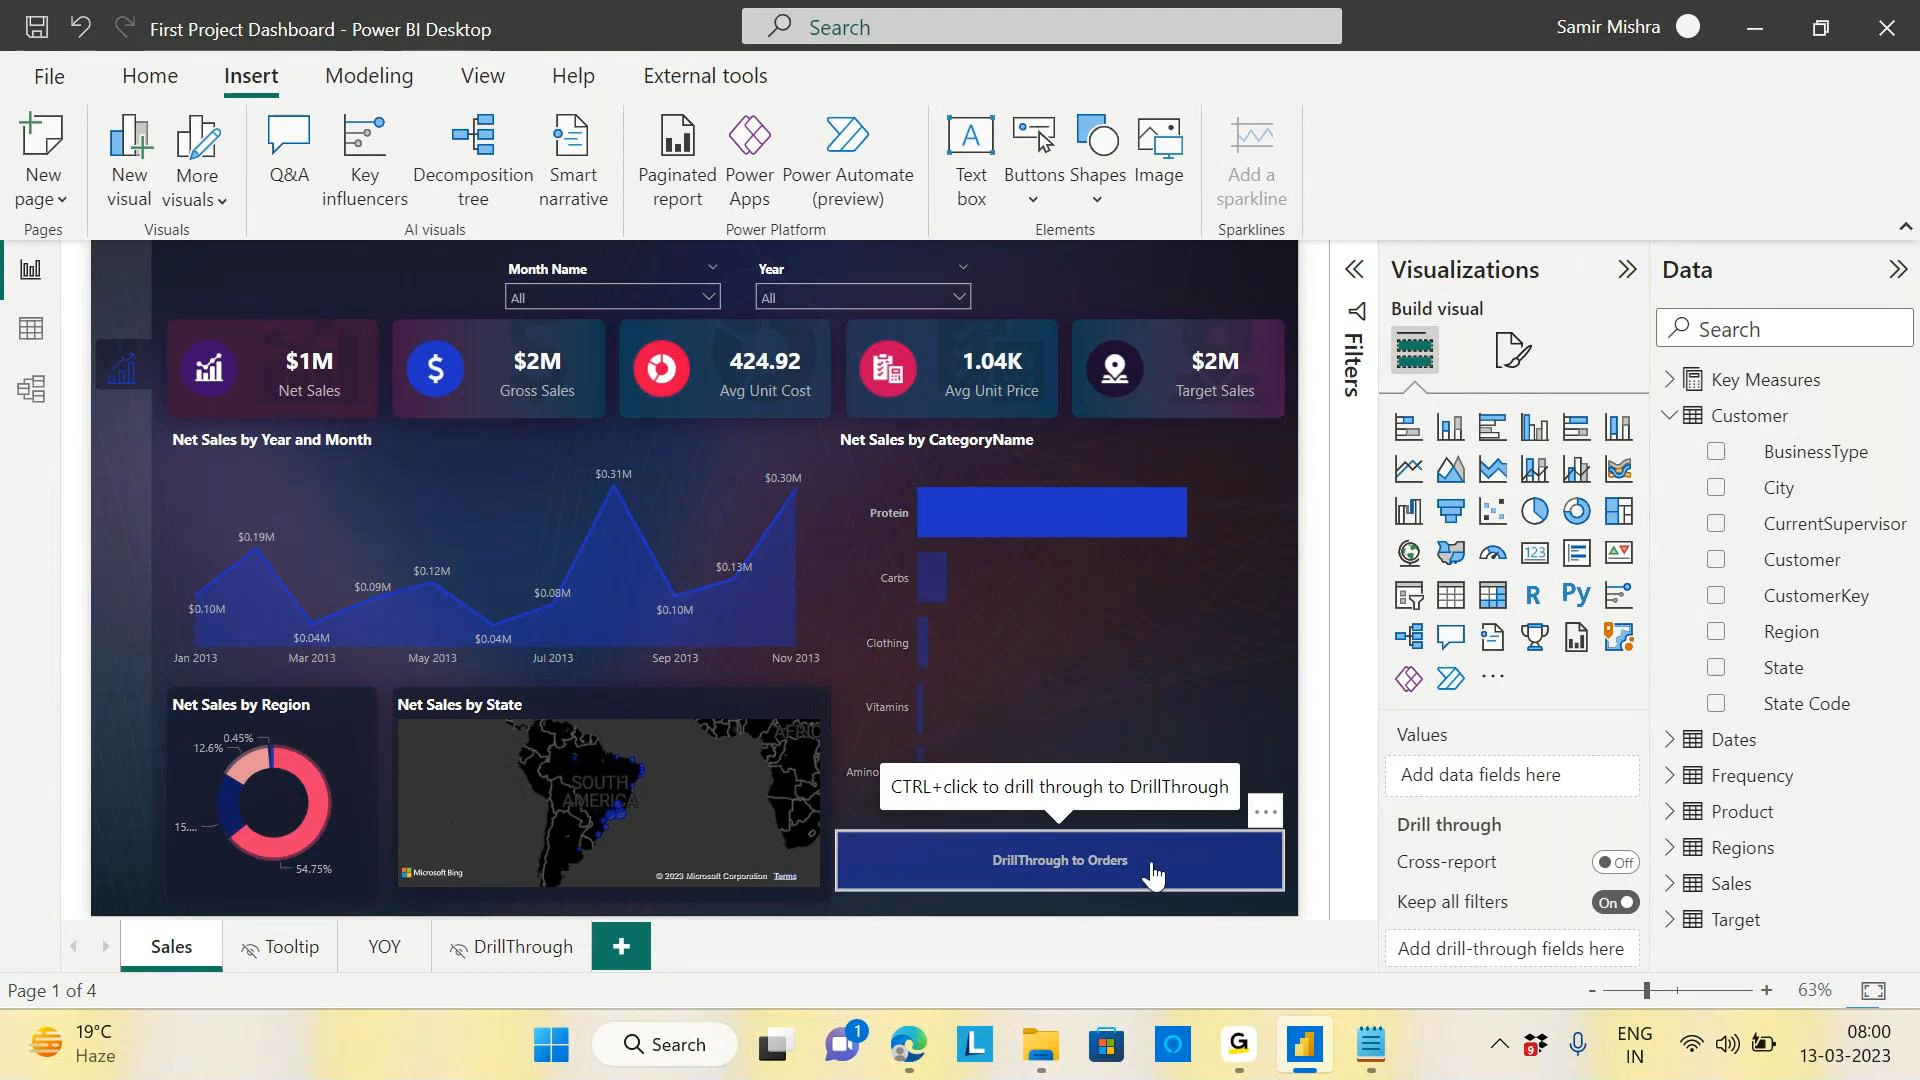 First Project Dashboard - Power BI Desktop
Search
Samir Mishra
File
Home
Insert
Modeling
View
Help
External tools
New page
New visual
More visuals
Q&A
Key influencers
Decomposition tree
Smart narrative
Paginated report
Power Apps
Power Automate (preview)
Text box
Buttons
Shapes
Image
Add a sparkline
Pages
Visuals
AI visuals
Power Platform
Elements
Sparklines
Month Name
All
Year
All
$1M
Net Sales
$2M
Gross Sales
424.92
Avg Unit Cost
1.04K
Avg Unit Price
$2M
Target Sales
Net Sales by Year and Month
$0.10M
$0.19M
$0.04M
$0.09M
$0.12M
$0.04M
$0.08M
$0.31M
$0.10M
$0.13M
$0.30M
Jan 2013
Mar 2013
May 2013
Jul 2013
Sep 2013
Nov 2013
Net Sales by CategoryName
Protein
Carbs
Clothing
Vitamins
Amino
CTRL+click to drill through to DrillThrough
DrillThrough to Orders
Net Sales by Region
0.45%
12.6%
15....
54.75%
Net Sales by State
AFRIC
SOUTH
AMERICA
Microsoft Bing
© 2023 Microsoft Corporation Terms
Filters
Visualizations
Build visual
123
R
Py
...
Values
Add data fields here
Drill through
Cross-report
Off
Keep all filters
On
Add drill-through fields here
Data
Search
Key Measures
Customer
BusinessType
City
CurrentSupervisor
Customer
CustomerKey
Region
State
State Code
Dates
Frequency
Product
Regions
Sales
Target
Sales
Tooltip
YOY
DrillThrough
+
Page 1 of 4
- + 63%
19°C
Haze
Search
1
L
G
9
ENG
IN
08:00
13-03-2023